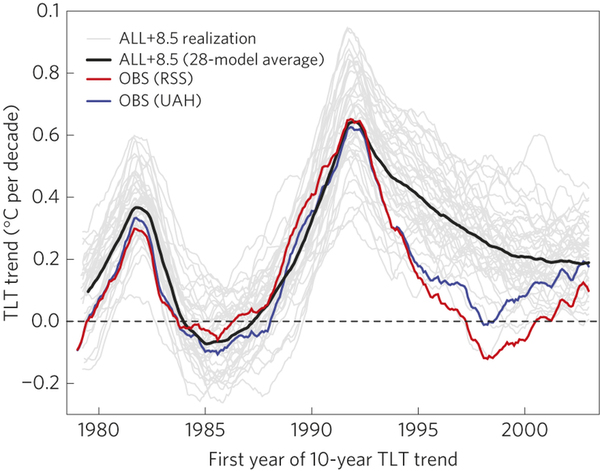 0.1
ALL+8.5 realization
ALL+8.5 (28-model average)
OBS (RSS)
OBS (UAH)
0.8
0.6
0.4
0.2
0.0
−0.2
TLT trend (°C per decade)
1980 1985 1990 1995 2000
First year of 10-year TLT trend